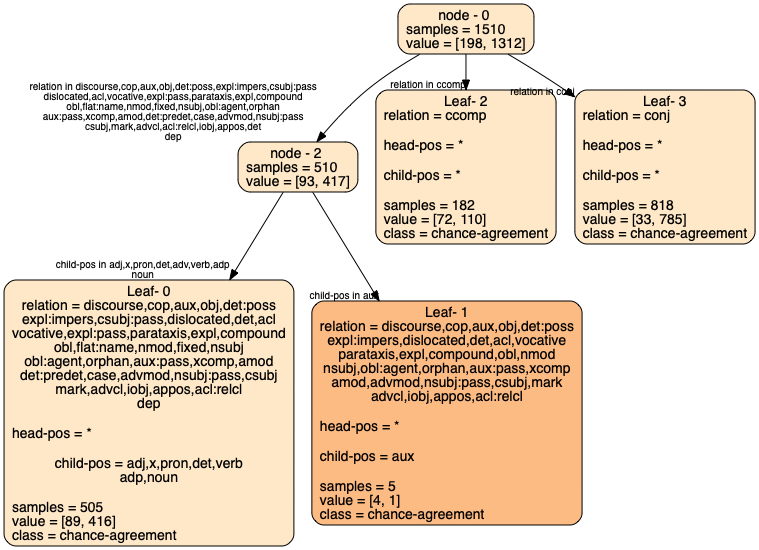 node - 0
samples = 1510
value = [198, 1312]
relation in discourse,cop,aux,obj,det:poss,expl:impers,csubj:pass
dislocated,acl,vocative,expl:pass,parataxis,expl,compound
obl,flat:name,nmod,fixed,nsubj,obl:agent,orphan
aux:pass,xcomp,amod,det:predet,case,advmod,nsubj:pass
csubj,mark,advcl,acl:relcl,iobj,appos,det
dep
relation in ccomp
relation in conj
node - 2
samples = 510
value = [93, 417]
Leaf- 2
relation = ccomp
head-pos = *
child-pos = *
samples = 182
value = [72, 110]
class = chance-agreement
Leaf- 3
relation = conj
head-pos = *
child-pos = *
samples = 818
value = [33, 785]
class = chance-agreement
child-pos in adj,x,pron,det,adv,verb,adp
noun
child-pos in aux
Leaf- 0
relation = discourse,cop,aux,obj,det:poss
expl:impers,csubj:pass,dislocated,det,acl
vocative,expl:pass,parataxis,expl,compound
obl,flat:name,nmod,fixed,nsubj
obl:agent,orphan,aux:pass,xcomp,amod
det:predet,case,advmod,nsubj:pass,csubj
mark,advcl,iobj,appos,acl:relcl
dep
head-pos = *
child-pos = adj,x,pron,det,verb
adp,noun
samples = 505
value = [89, 416]
class = chance-agreement
Leaf- 1
relation = discourse,cop,aux,obj,det:poss
expl:impers,dislocated,det,acl,vocative
parataxis,expl,compound,obl,nmod
nsubj,obl:agent,orphan,aux:pass,xcomp
amod,advmod,nsubj:pass,csubj,mark
advcl,iobj,appos,acl:relcl
head-pos = *
child-pos = aux
samples = 5
value = [4, 1]
class = chance-agreement